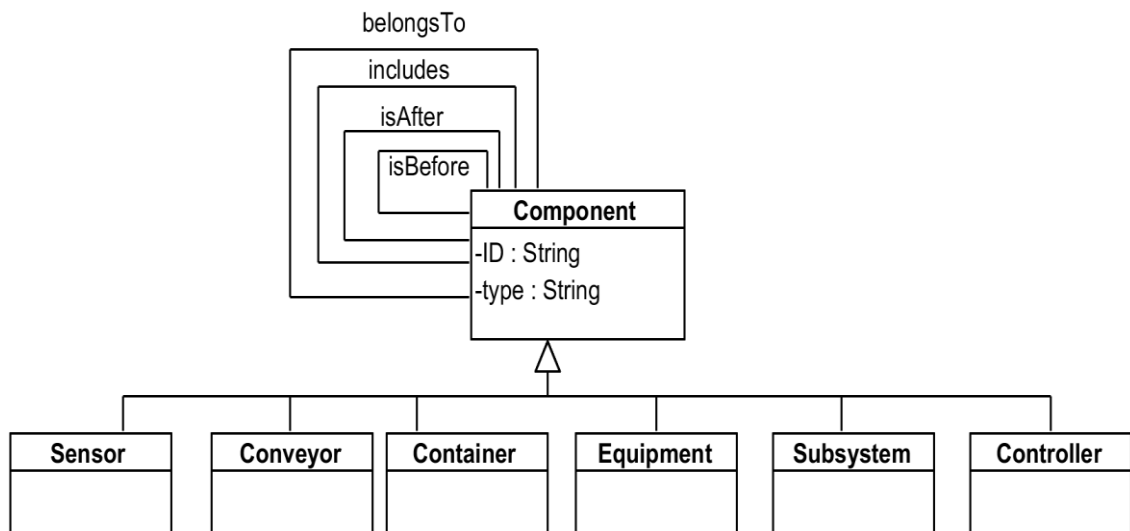 belongsTo
includes
isAfter
isBefore
Component
-ID : String
-type : String
Sensor
Conveyor
Container
Equipment
Subsystem
Controller